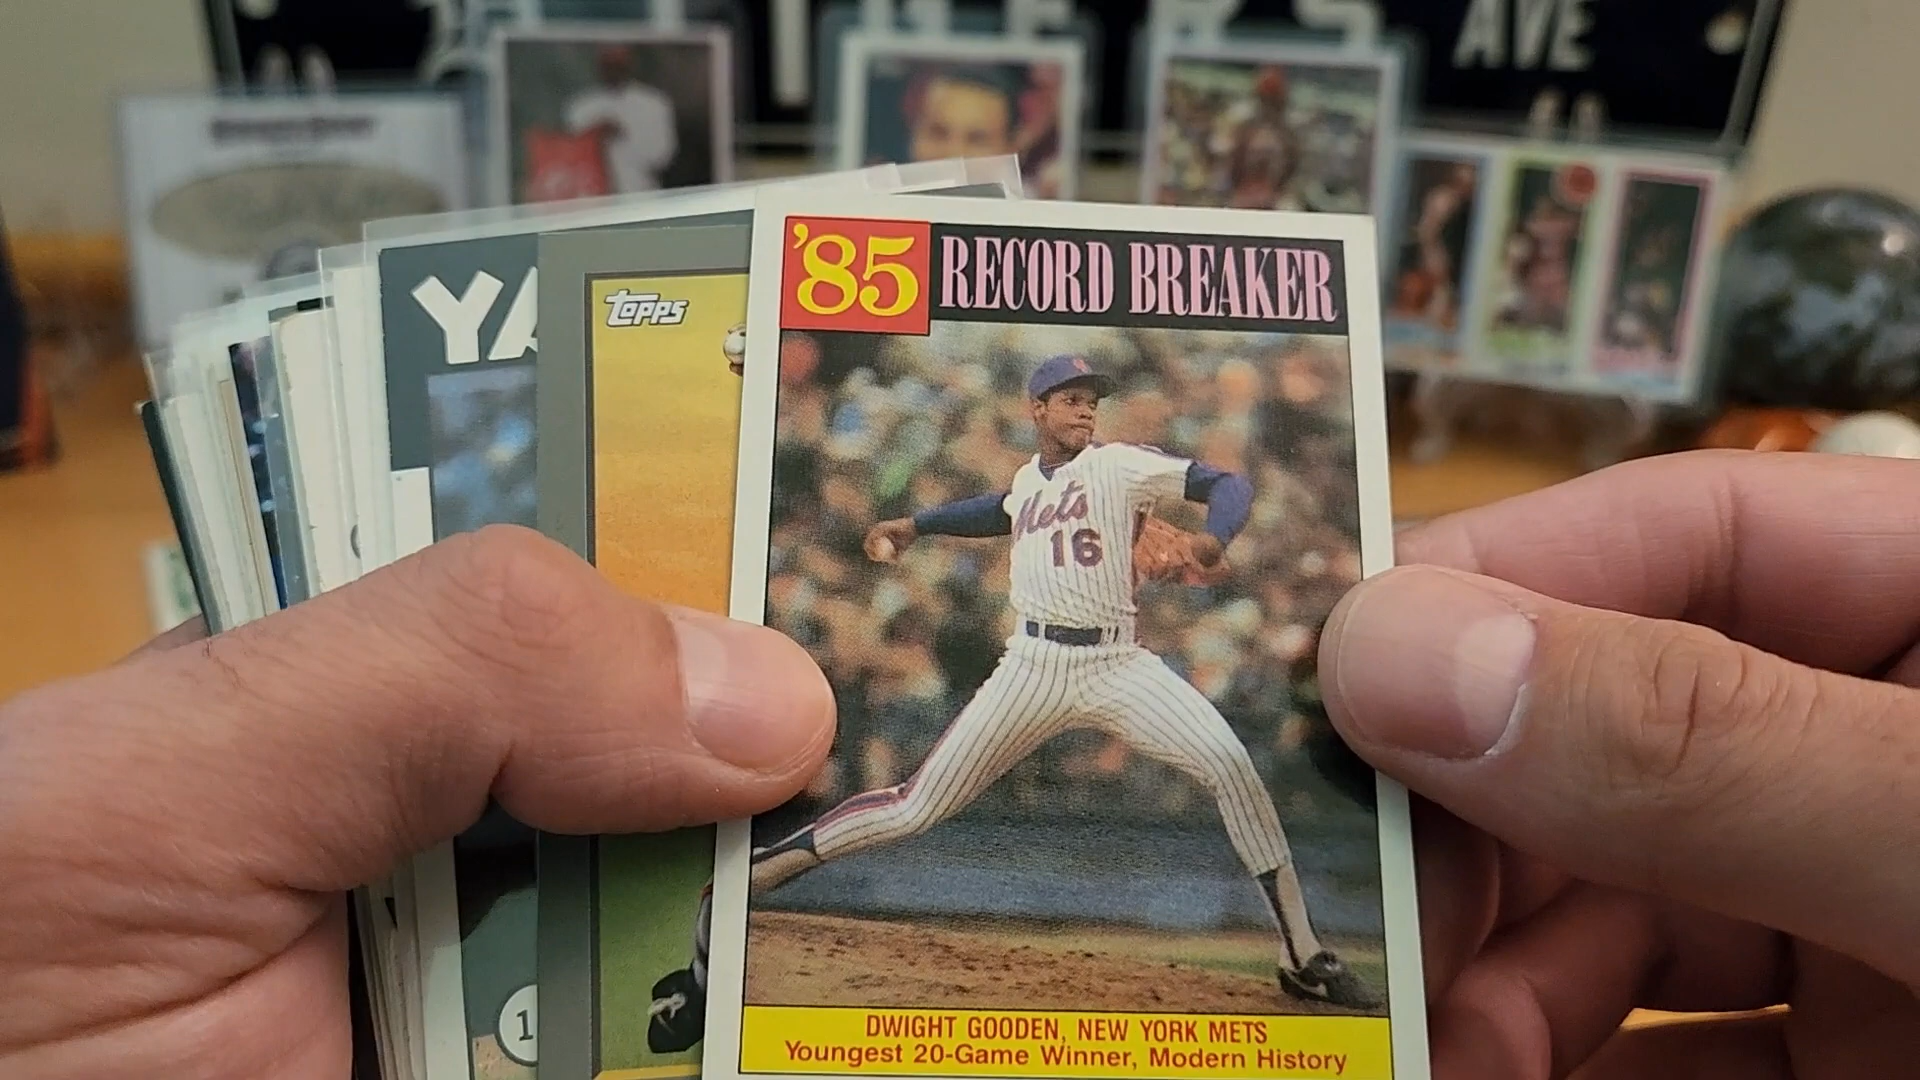 AVE
YA
TOPPS
'85 RECORD BREAKER
Mets
16
1
DWIGHT GOODEN, NEW YORK METS
Youngest 20-Game Winner, Modern History